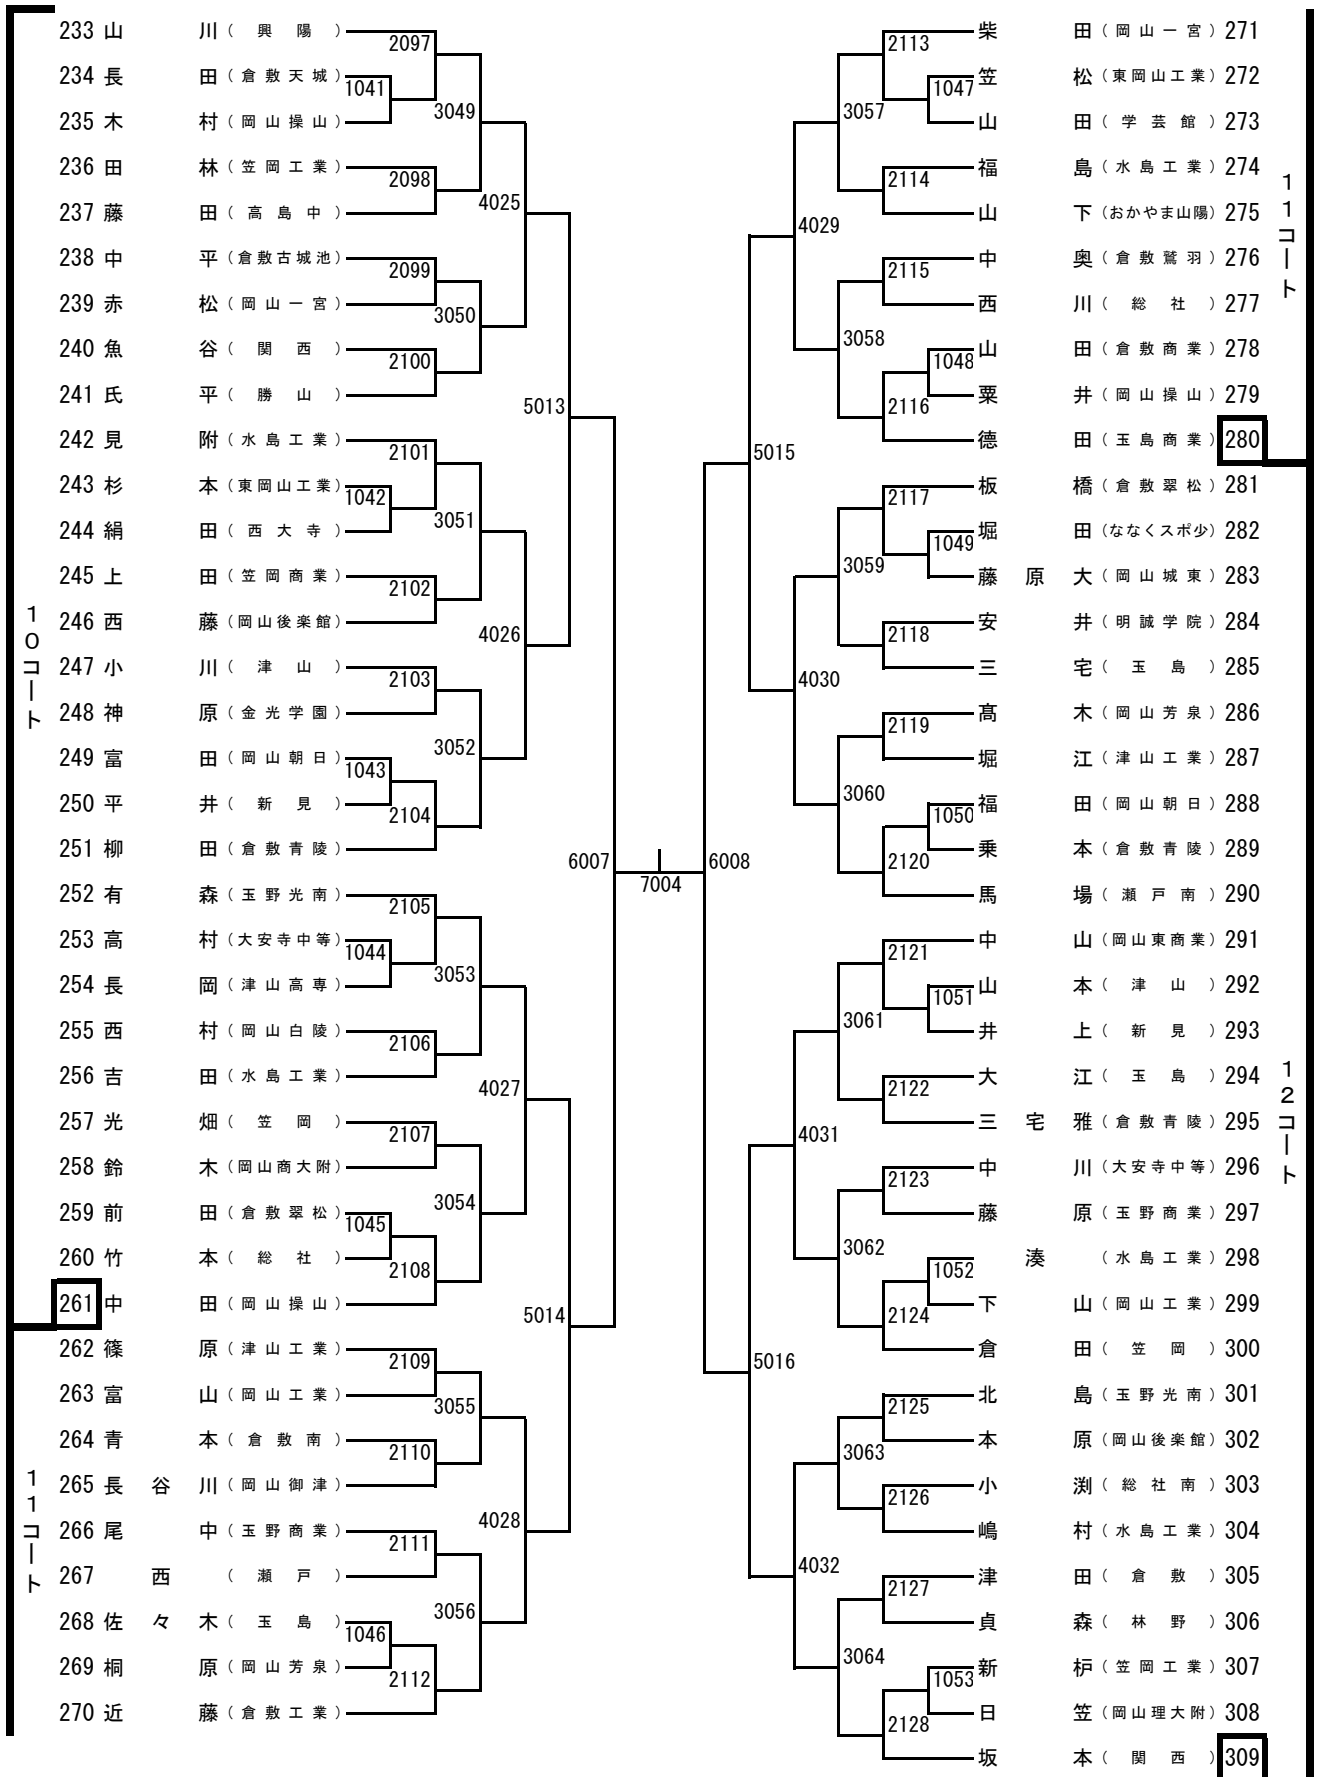 233 山 川 （ 興 陽 ）
234 長 田 （ 倉 敷 天 城 ）
235 木 村 （ 岡 山 操 山 ）
236 田 林 （ 笠 岡 工 業 ）
237 藤 田 （ 高 島 中 ）
238 中 平 （ 倉 敷 古 城 池 ）
239 赤 松 （ 岡 山 一 宮 ）
240 魚 谷 （ 関 西 ）
241 氏 平 （ 勝 山 ）
242 見 附 （ 水 島 工 業 ）
243 杉 本 （ 東 岡 山 工 業 ）
244 絹 田 （ 西 大 寺 ）
245 上 田 （ 笠 岡 商 業 ）
246 西 藤 （ 岡 山 後 楽 館 ）
247 小 川 （ 津 山 ）
248 神 原 （ 金 光 学 園 ）
249 富 田 （ 岡 山 朝 日 ）
250 平 井 （ 新 見 ）
251 柳 田 （ 倉 敷 青 陵 ）
252 有 森 （ 玉 野 光 南 ）
253 高 村 （ 大 安 寺 中 等 ）
254 長 岡 （ 津 山 高 専 ）
255 西 村 （ 岡 山 白 陵 ）
256 吉 田 （ 水 島 工 業 ）
257 光 畑 （ 笠 岡 ）
258 鈴 木 （ 岡 山 商 大 附 ）
259 前 田 （ 倉 敷 翠 松 ）
260 竹 本 （ 総 社 ）
261 中 田 （ 岡 山 操 山 ）
262 篠 原 （ 津 山 工 業 ）
263 富 山 （ 岡 山 工 業 ）
264 青 本 （ 倉 敷 南 ）
265 長 谷 川 （ 岡 山 御 津 ）
266 尾 中 （ 玉 野 商 業 ）
267 西 （ 瀬 戸 ）
268 佐 々 木 （ 玉 島 ）
269 桐 原 （ 岡 山 芳 泉 ）
270 近 藤 （ 倉 敷 工 業 ）
10コート
11コート
1041
1042
1043
1044
1045
1046
2097
2098
2099
2100
2101
2102
2103
2104
2105
2106
2107
2108
2109
2110
2111
2112
3049
3050
3051
3052
3053
3054
3055
3056
4025
4026
4027
4028
5013
5014
6007
7004
6008
5015
5016
4029
4030
4031
4032
3057
3058
3059
3060
3061
3062
3063
3064
2113
2114
2115
2116
2117
2118
2119
2120
2121
2122
2123
2124
2125
2126
2127
2128
1047
1048
1049
1050
1051
1052
1053
柴 田 （ 岡 山 一 宮 ） 271
笠 松 （ 東 岡 山 工 業 ） 272
山 田 （ 学 芸 館 ） 273
福 島 （ 水 島 工 業 ） 274
山 下 （おかやま山陽） 275
中 奥 （ 倉 敷 鷲 羽 ） 276
西 川 （ 総 社 ） 277
山 田 （ 倉 敷 商 業 ） 278
粟 井 （ 岡 山 操 山 ） 279
德 田 （ 玉 島 商 業 ） 280
板 橋 （ 倉 敷 翠 松 ） 281
堀 田 （ななくスポ少） 282
藤 原 大 （ 岡 山 城 東 ） 283
安 井 （ 明 誠 学 院 ） 284
三 宅 （ 玉 島 ） 285
髙 木 （ 岡 山 芳 泉 ） 286
堀 江 （ 津 山 工 業 ） 287
福 田 （ 岡 山 朝 日 ） 288
乗 本 （ 倉 敷 青 陵 ） 289
馬 場 （ 瀬 戸 南 ） 290
中 山 （ 岡 山 東 商 業 ） 291
山 本 （ 津 山 ） 292
井 上 （ 新 見 ） 293
大 江 （ 玉 島 ） 294
三 宅 雅 （ 倉 敷 青 陵 ） 295
中 川 （ 大 安 寺 中 等 ） 296
藤 原 （ 玉 野 商 業 ） 297
湊 （ 水 島 工 業 ） 298
下 山 （ 岡 山 工 業 ） 299
倉 田 （ 笠 岡 ） 300
北 島 （ 玉 野 光 南 ） 301
本 原 （ 岡 山 後 楽 館 ） 302
小 渕 （ 総 社 南 ） 303
嶋 村 （ 水 島 工 業 ） 304
津 田 （ 倉 敷 ） 305
貞 森 （ 林 野 ） 306
新 枦 （ 笠 岡 工 業 ） 307
日 笠 （ 岡 山 理 大 附 ） 308
坂 本 （ 関 西 ） 309
11コート
12コート